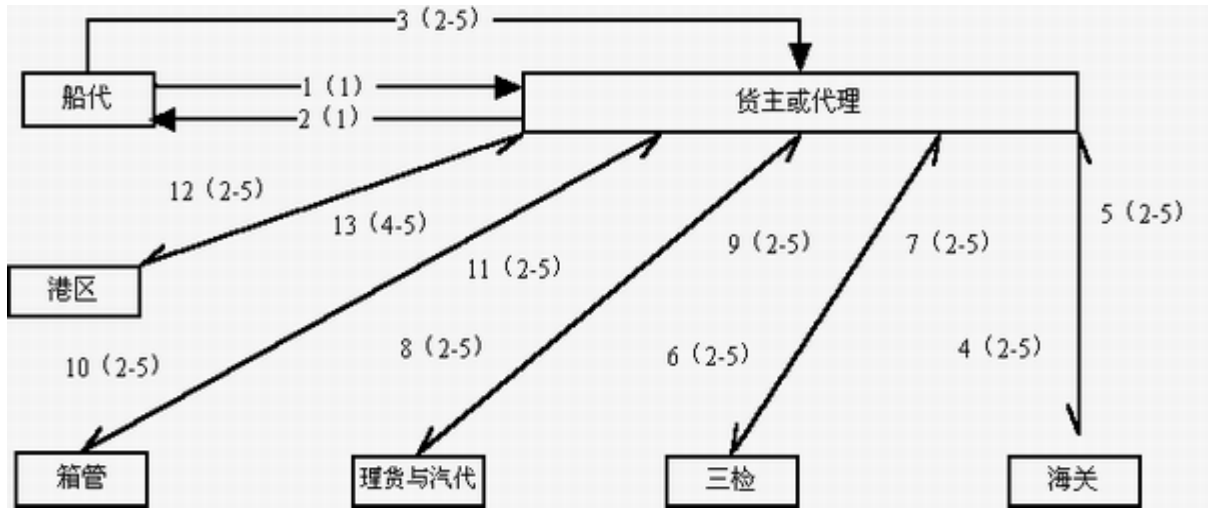 3（2-5）
船代
1（1）
货主或代理
2（1）
12（2-5）
13（4-5）
11（2-5）
9（2-5）
7（2-5）
5（2-5）
港区
10（2-5）
8（2-5）
6（2-5）
4（2-5）
箱管
理货与汽代
三检
海关